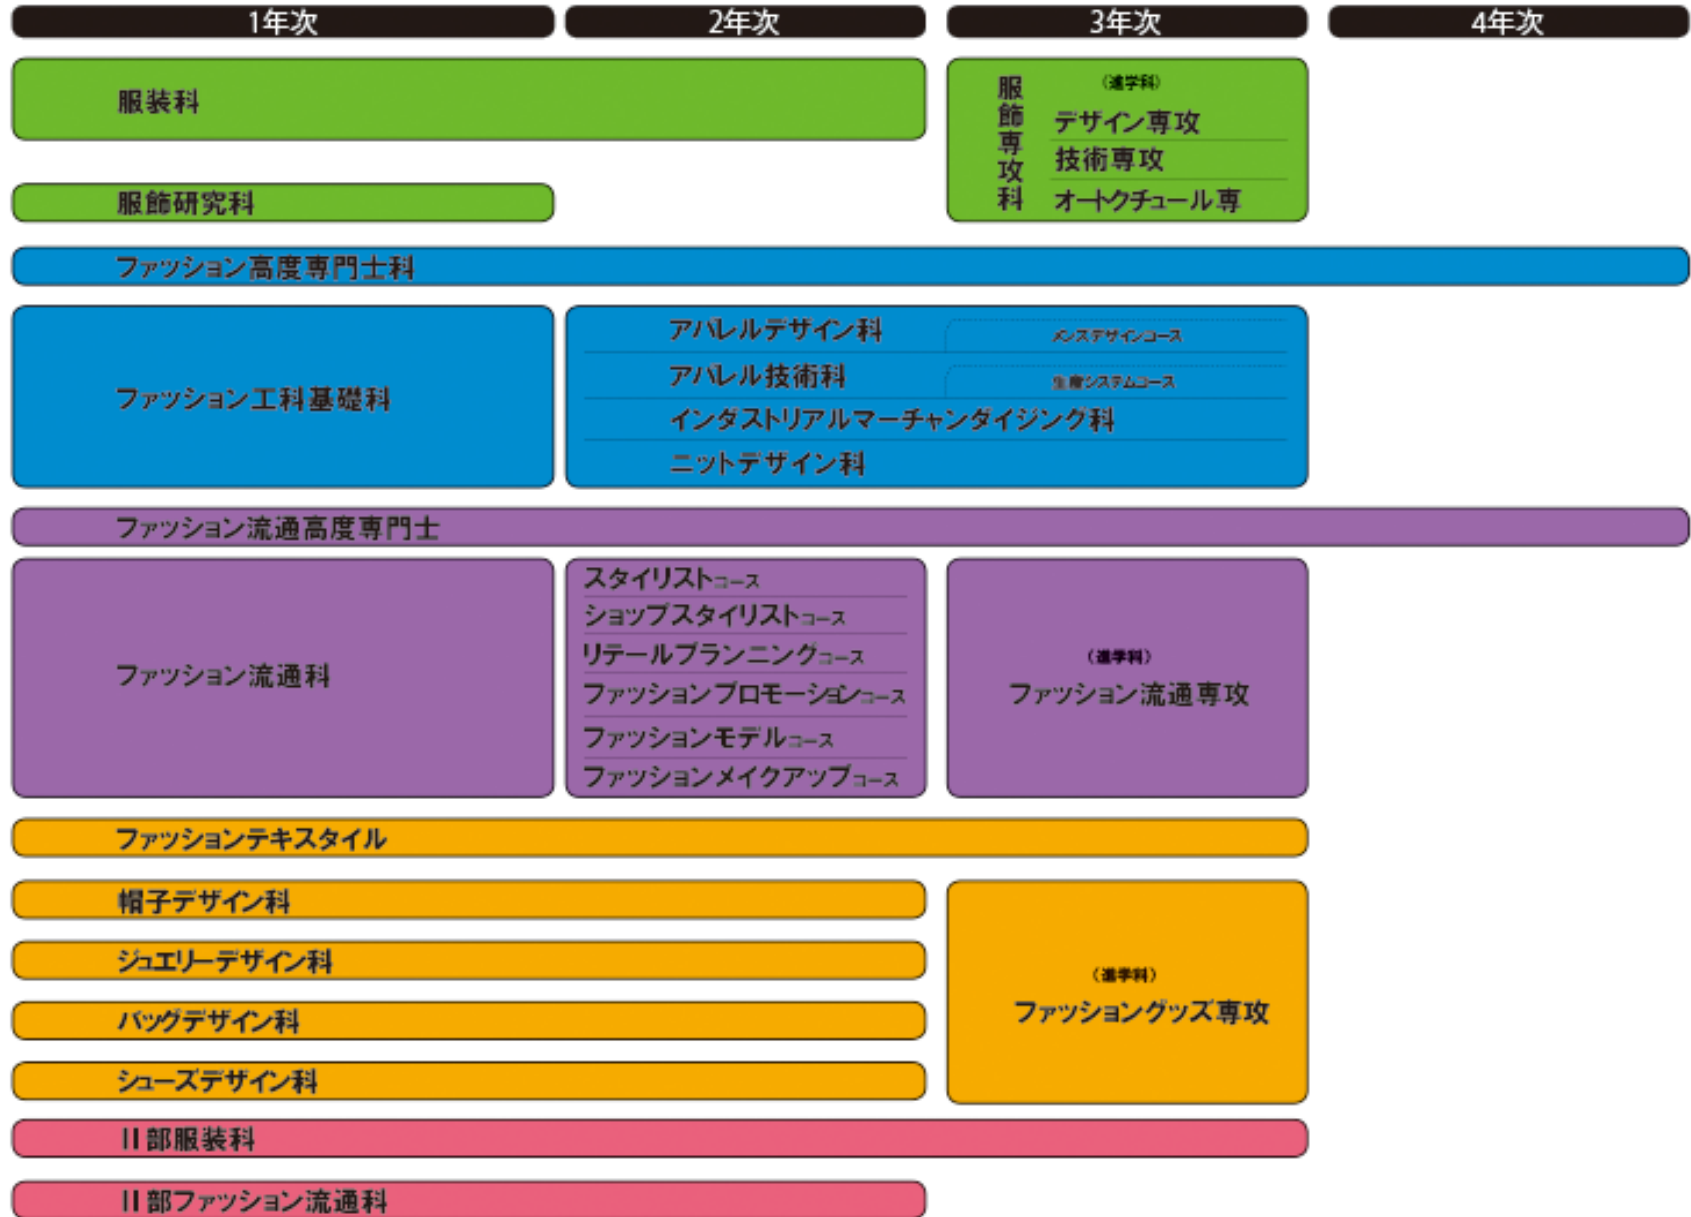 1年次
2年次
3年次
4年次
服装科
服飾研究科
服飾専攻科
（進学科）
デザイン専攻
技術専攻
オートクチュール専
ファッション高度専門士科
ファッション工科基礎科
アパレルデザイン科
メンズデザインコース
アパレル技術科
生産システムコース
インダストリアルマーチャンダイジング科
ニットデザイン科
ファッション流通高度専門士
ファッション流通科
スタイリストコース
ショップスタイリストコース
リテールプランニングコース
ファッションプロモーションコース
ファッションモデルコース
ファッションメイクアップコース
（進学科）
ファッション流通専攻
ファッションテキスタイル
帽子デザイン科
ジュエリーデザイン科
バッグデザイン科
シューズデザイン科
（進学科）
ファッショングッズ専攻
II部服装科
II部ファッション流通科